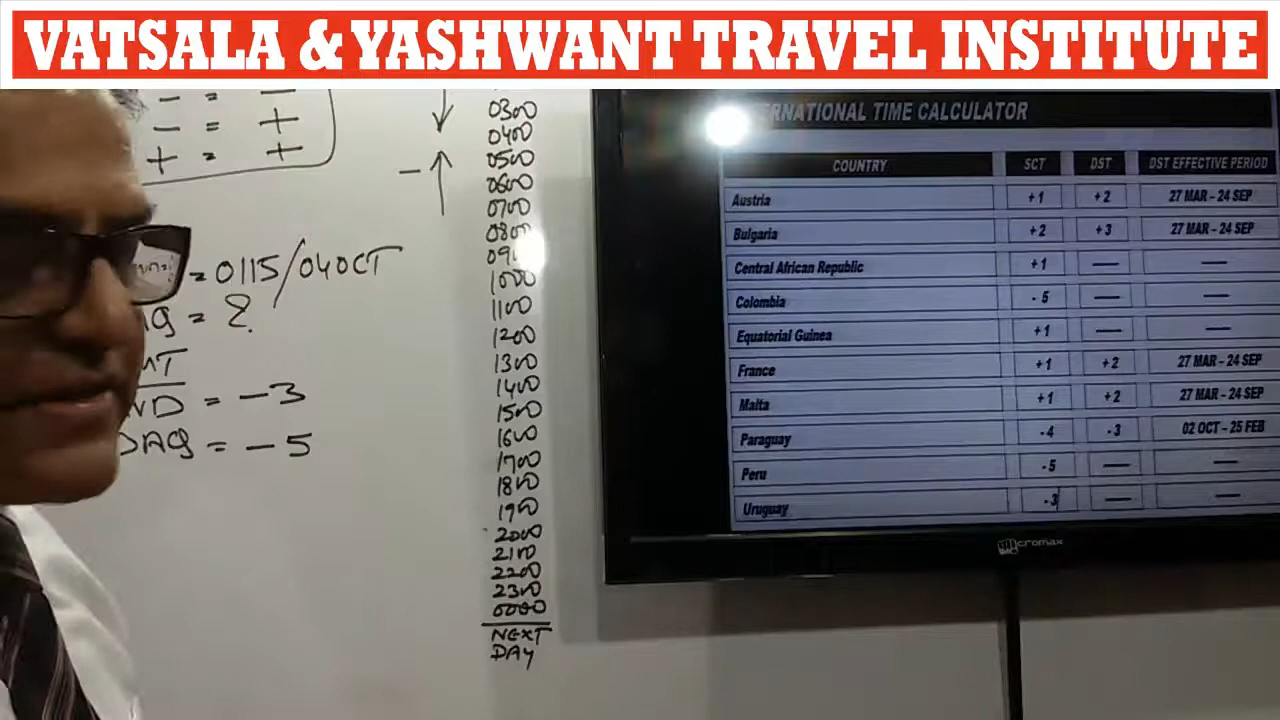 VATSALA & YASHWANT TRAVEL INSTITUTE
- = -
- = +
+ = +
= 0115/04OCT
= ?
= -3
= -5
-
0300
0400
0500
0600
0700
0800
1000
1100
1200
1300
1400
1500
1600
1700
1800
1900
2000
2100
2200
2300
0000
NEXT
DAY
TIME CALCULATOR
COUNTRY SCT DST DST EFFECTIVE PERIOD
Austria +1 +2 27 MAR - 24 SEP
Bulgaria +2 +3 27 MAR - 24 SEP
Central African Republic +1 — —
Colombia - 5 — —
Equatorial Guinea +1 — —
France +1 +2 27 MAR - 24 SEP
Malta +1 +2 27 MAR - 24 SEP
Paraguay - 4 - 3 02 OCT - 25 FEB
Peru - 5 — —
Uruguay - 3 — —
micromax